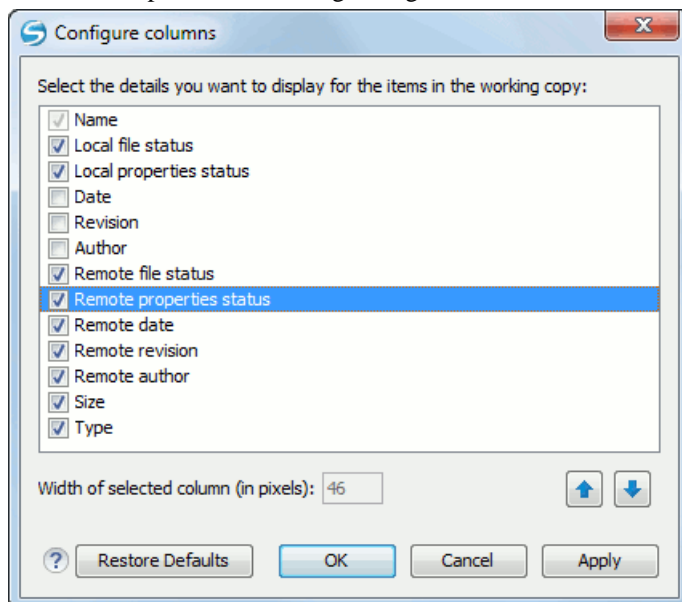 Configure columns
Select the details you want to display for the items in the working copy:
Name
Local file status
Local properties status
Date
Revision
Author
Remote file status
Remote properties status
Remote date
Remote revision
Remote author
Size
Type
Width of selected column (in pixels): 46
? Restore Defaults OK Cancel Apply